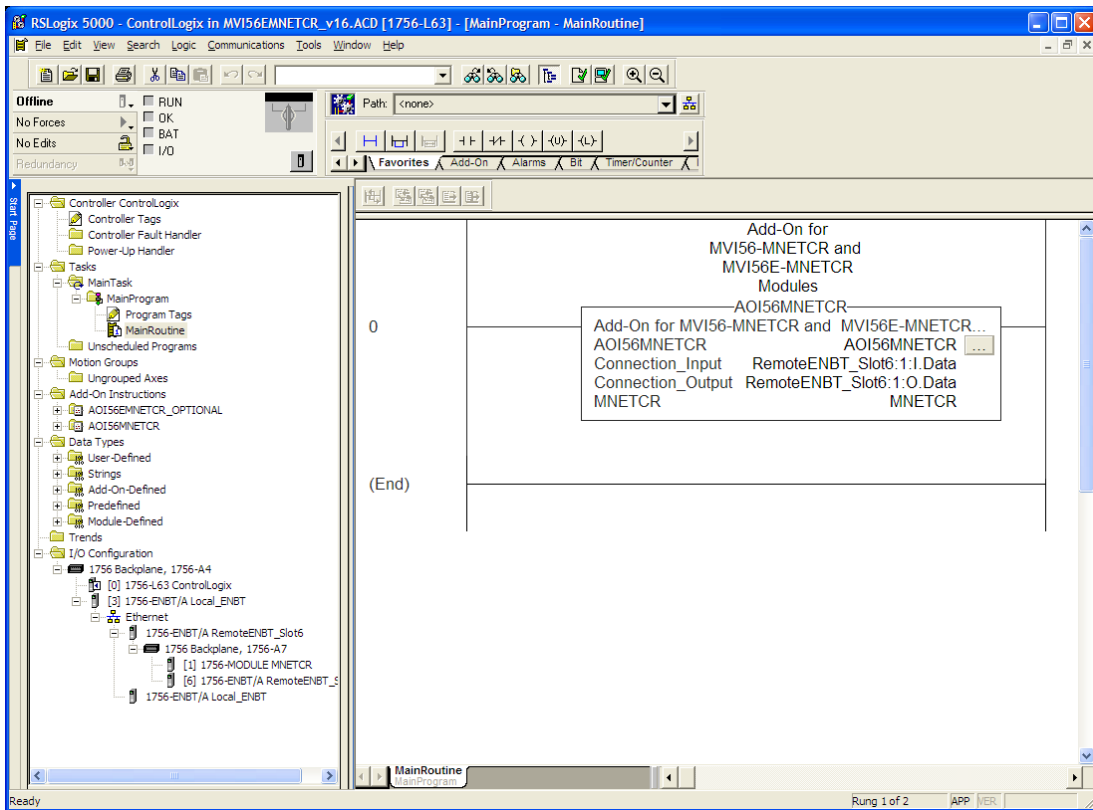 RSLogix 5000 - ControlLogix in MVI56EMNETCR_v16.ACD [1756-L63] - [MainProgram - MainRoutine]
File Edit View Search Logic Communications Tools Window Help
Offline
RUN
No Forces
OK
No Edits
BAT
Redundancy
I/O
Path: <none>
Favorites Add-On Alarms Bit Timer/Counter
Start Page
Controller ControlLogix
Controller Tags
Controller Fault Handler
Power-Up Handler
Tasks
MainTask
MainProgram
Program Tags
MainRoutine
Unscheduled Programs
Motion Groups
Ungrouped Axes
Add-On Instructions
AOI56EMNETCR_OPTIONAL
AOI56MNETCR
Data Types
User-Defined
Strings
Add-On-Defined
Predefined
Module-Defined
Trends
I/O Configuration
1756 Backplane, 1756-A4
[0] 1756-L63 ControlLogix
[3] 1756-ENBT/A Local_ENBT
Ethernet
1756-ENBT/A RemoteENBT_Slot6
1756 Backplane, 1756-A7
[1] 1756-MODULE MNETCR
[6] 1756-ENBT/A RemoteENBT_S
1756-ENBT/A Local_ENBT
Add-On for
MVI56-MNETCR and
MVI56E-MNETCR
Modules
AOI56MNETCR
0
Add-On for MVI56-MNETCR and MVI56E-MNETCR...
AOI56MNETCR AOI56MNETCR ...
Connection_Input RemoteENBT_Slot6:1:I.Data
Connection_Output RemoteENBT_Slot6:1:O.Data
MNETCR MNETCR
(End)
MainRoutine
MainProgram
Ready
Rung 1 of 2 APP VER